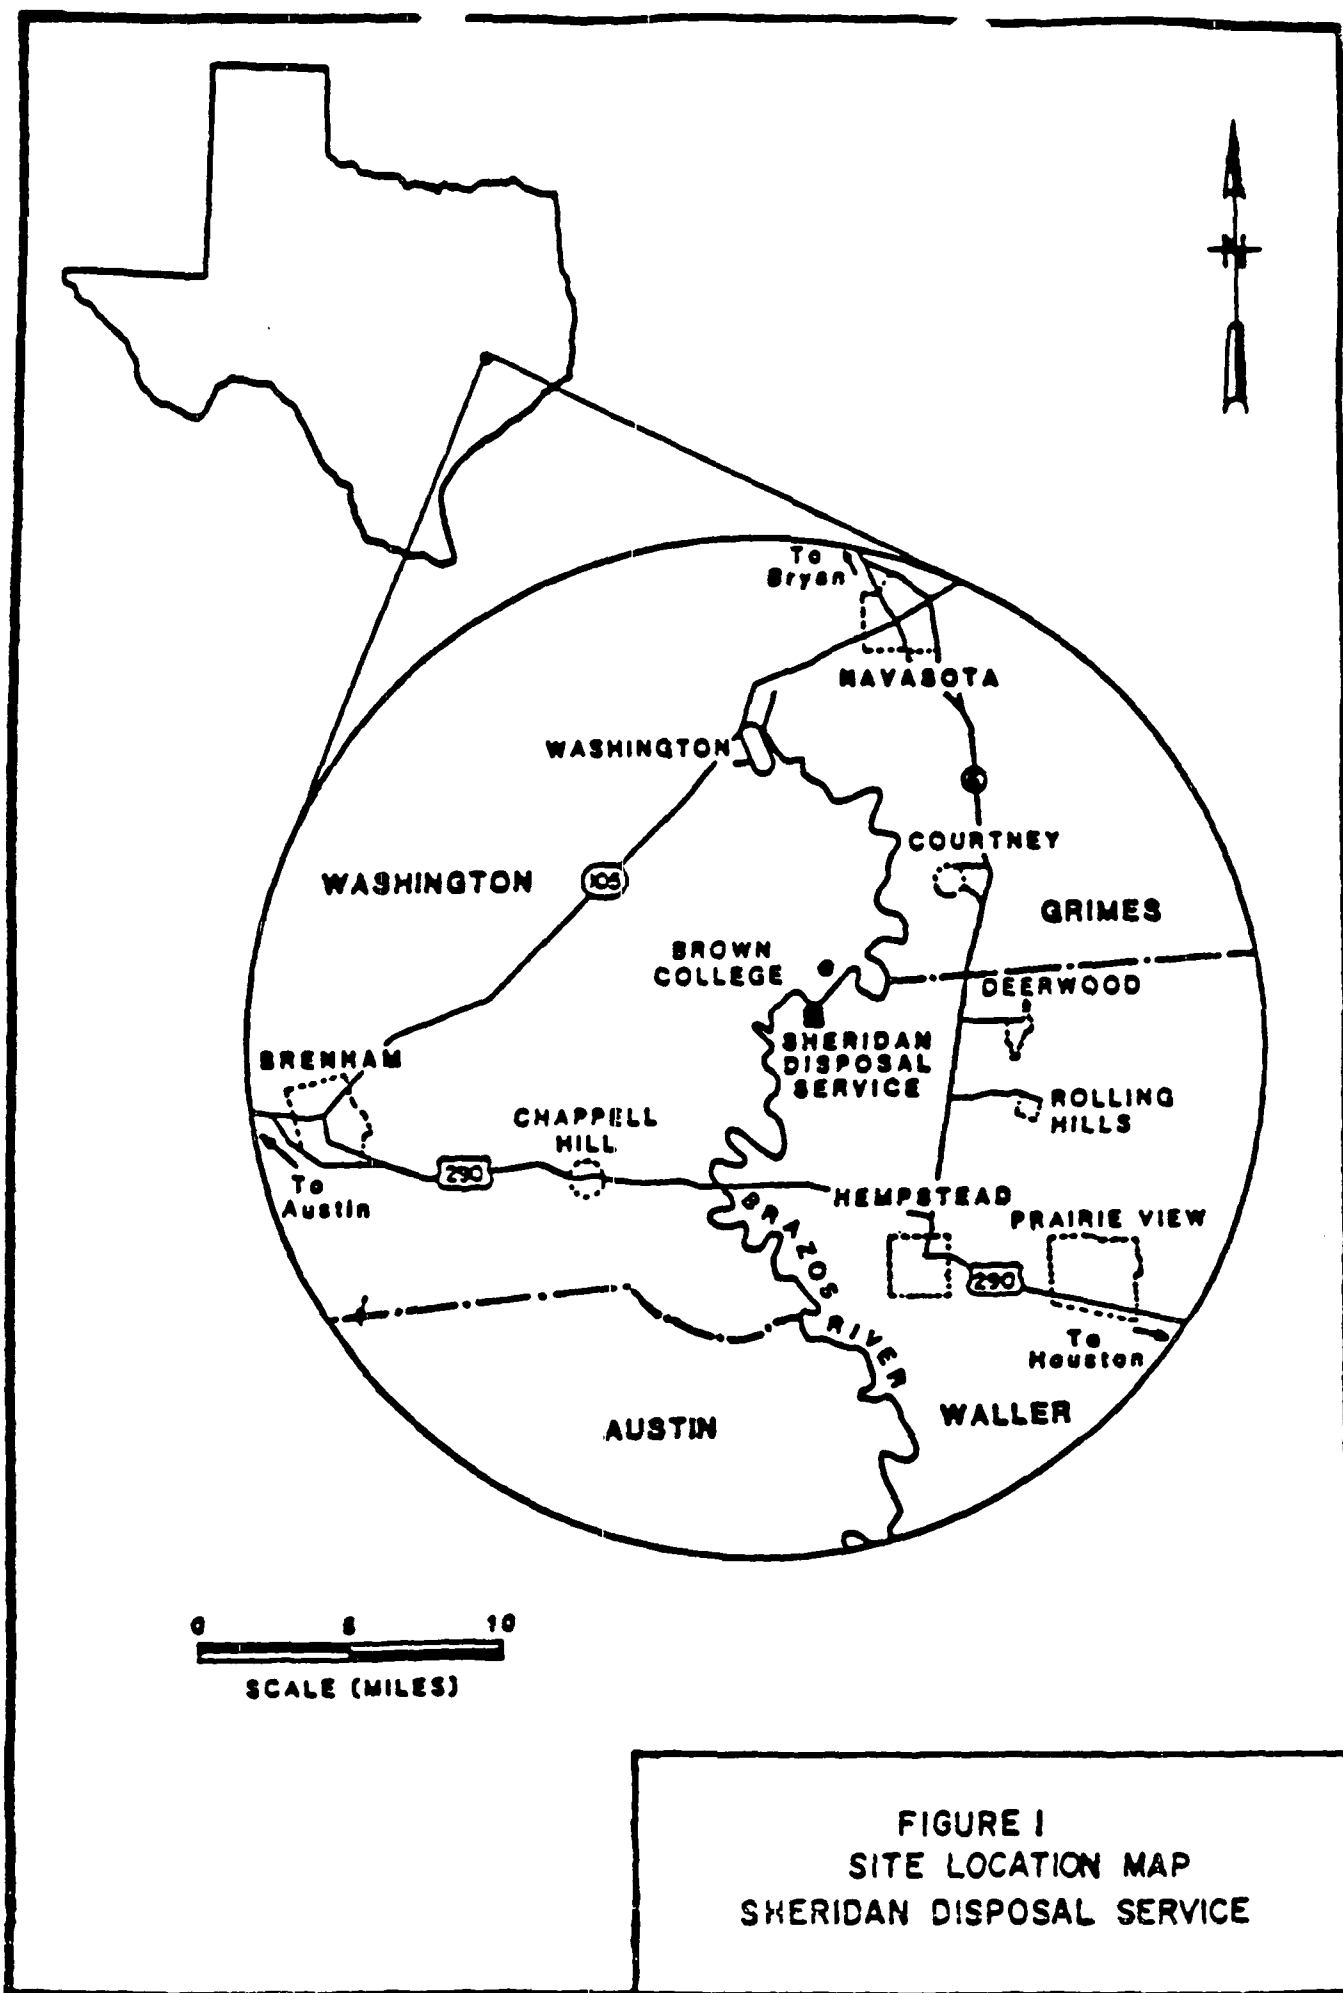 N
To
Bryan
NAVASOTA
WASHINGTON
COURTNEY
WASHINGTON
105
GRIMES
BROWN
COLLEGE
DEERWOOD
SHERIDAN
DISPOSAL
SERVICE
BRENHAM
ROLLING
HILLS
CHAPPELL
HILL
290
To
Austin
HEMPSTEAD
PRAIRIE VIEW
BRAZOS RIVER
290
To
Houston
WALLER
AUSTIN
0 5 10
SCALE (MILES)
FIGURE 1
SITE LOCATION MAP
SHERIDAN DISPOSAL SERVICE